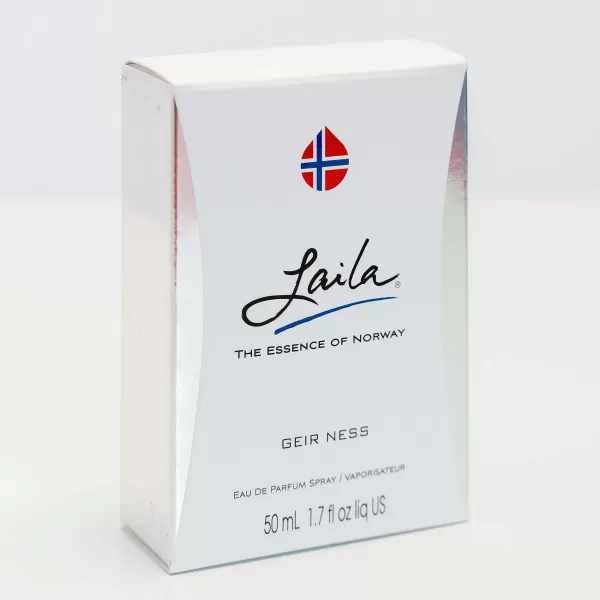 Laila®
THE ESSENCE OF NORWAY
GEIR NESS
EAU DE PARFUM SPRAY / VAPORISATEUR
50 mL 1.7 fl oz liq US